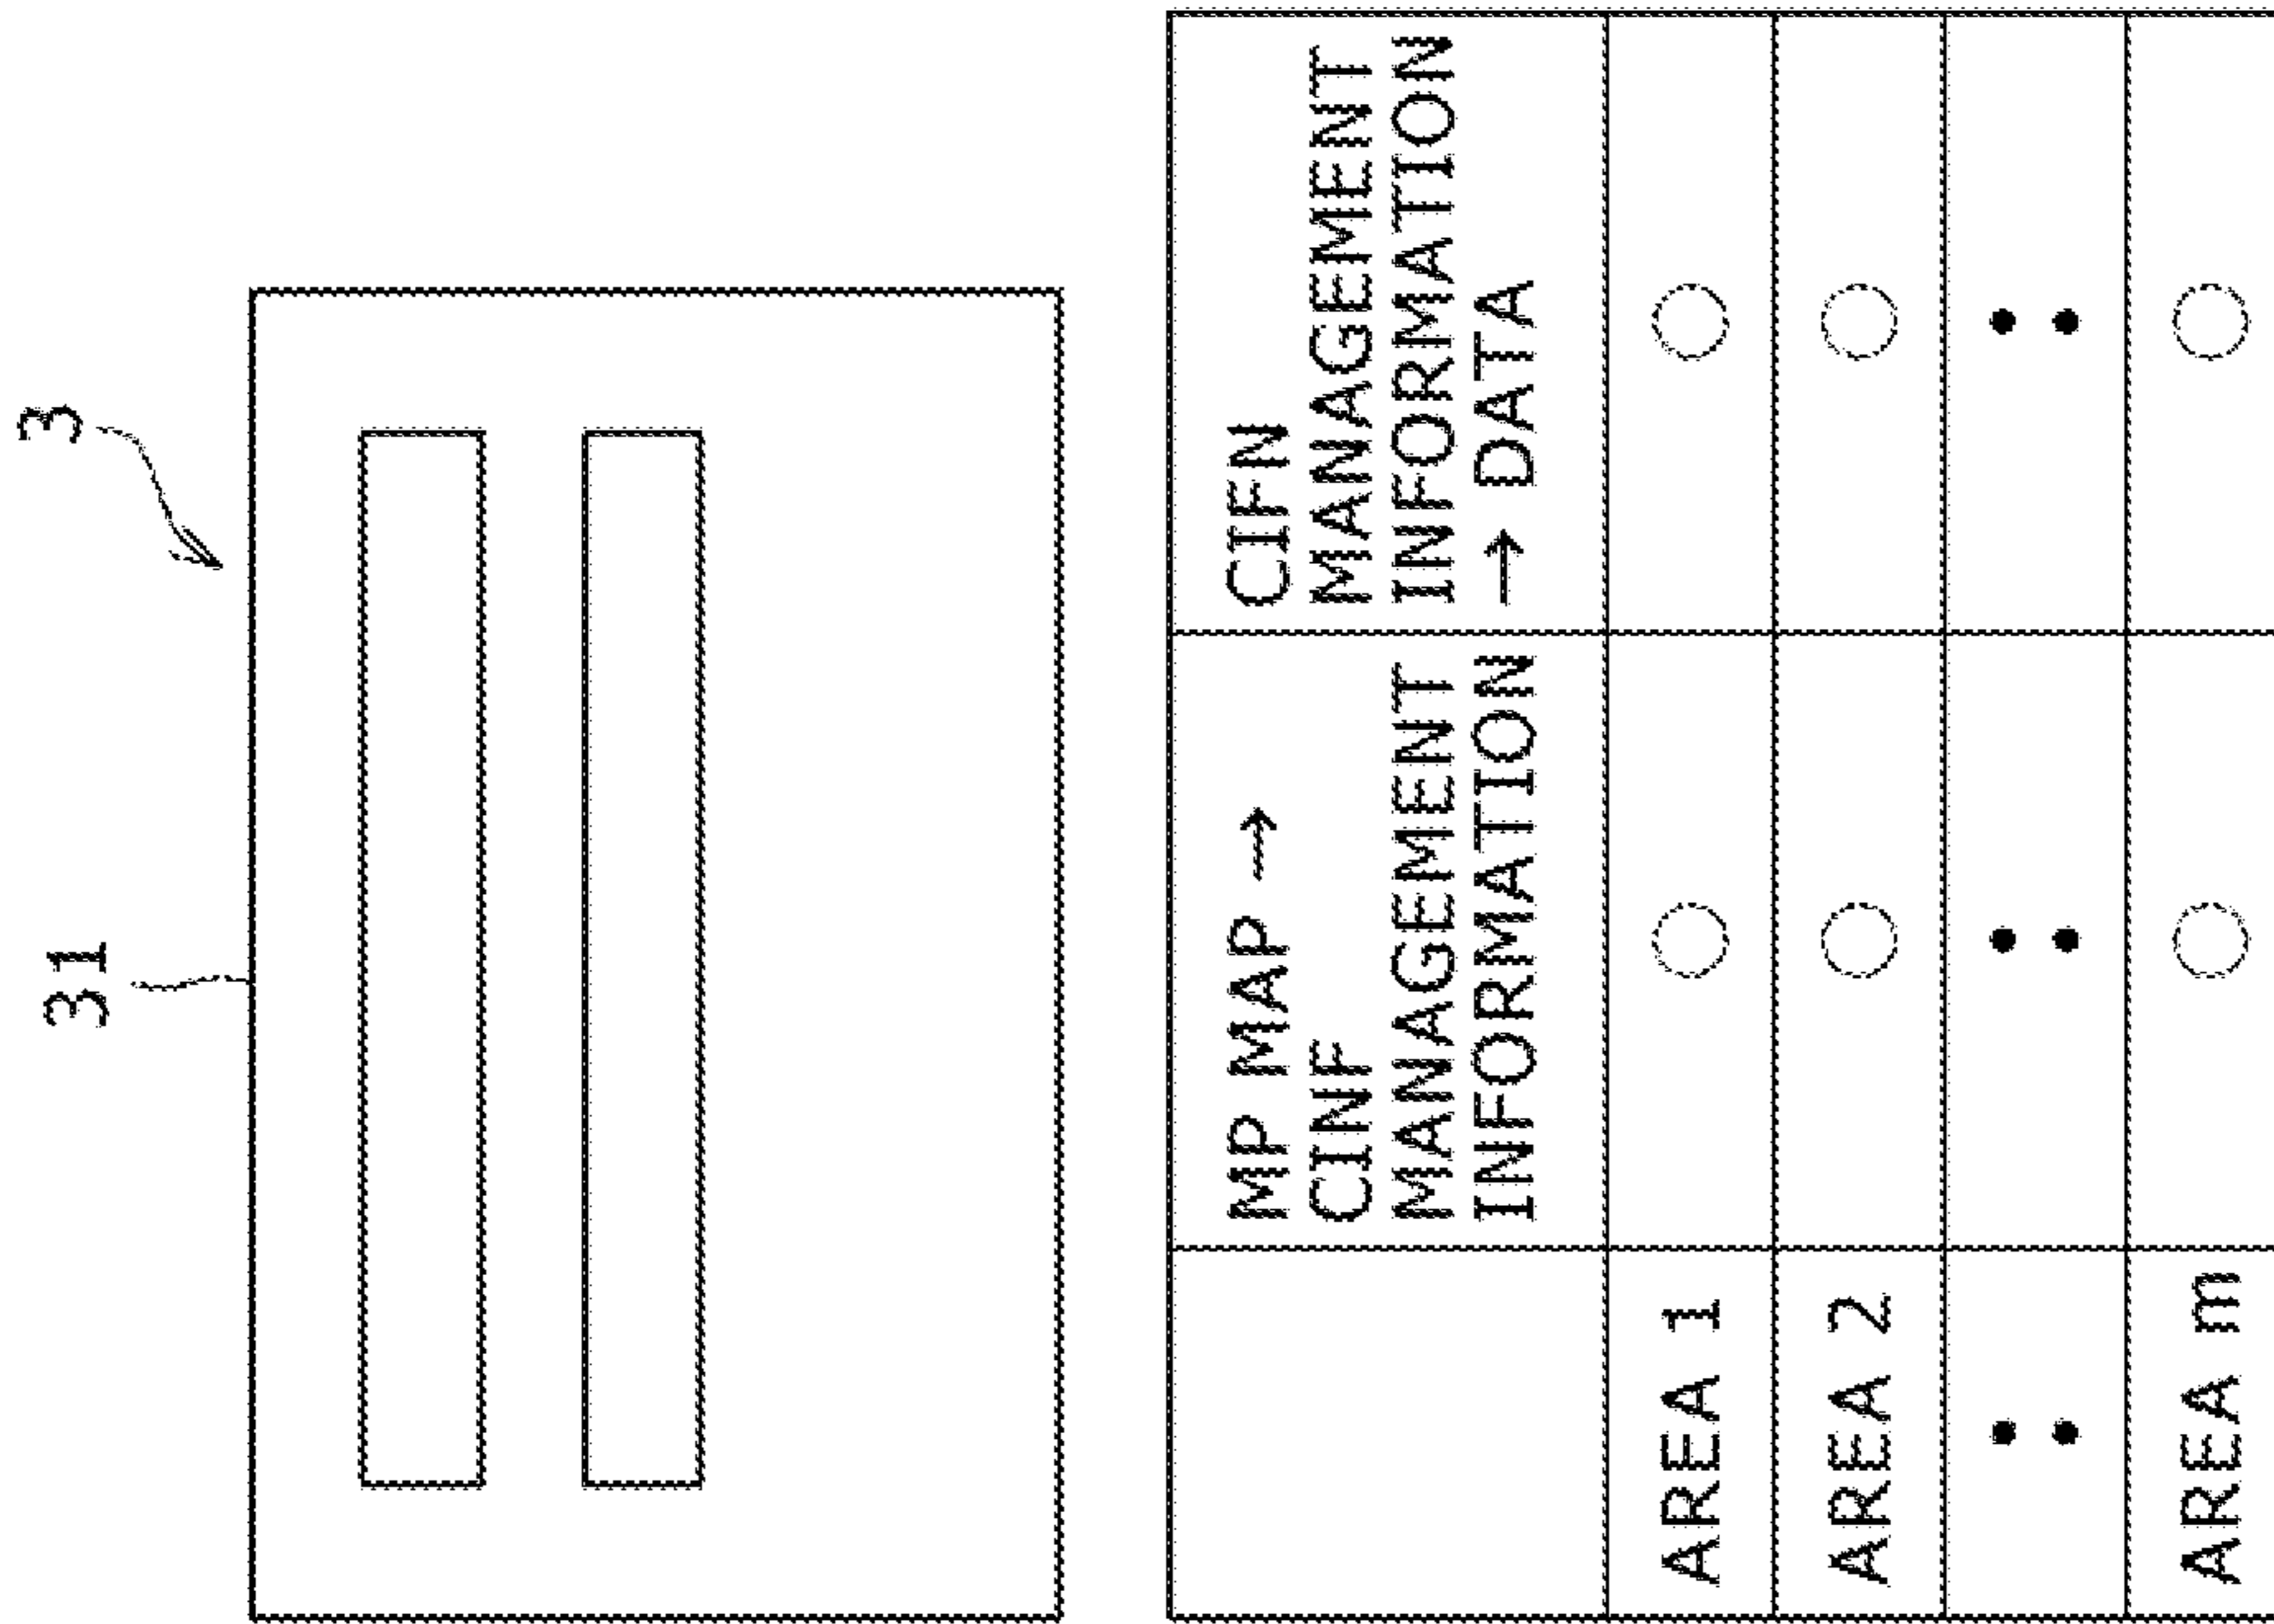 3
31
MP MAP →
CINF
MANAGEMENT
INFORMATION
CIFN
MANAGEMENT
INFORMATION
→ DATA
AREA 1
AREA 2
AREA m